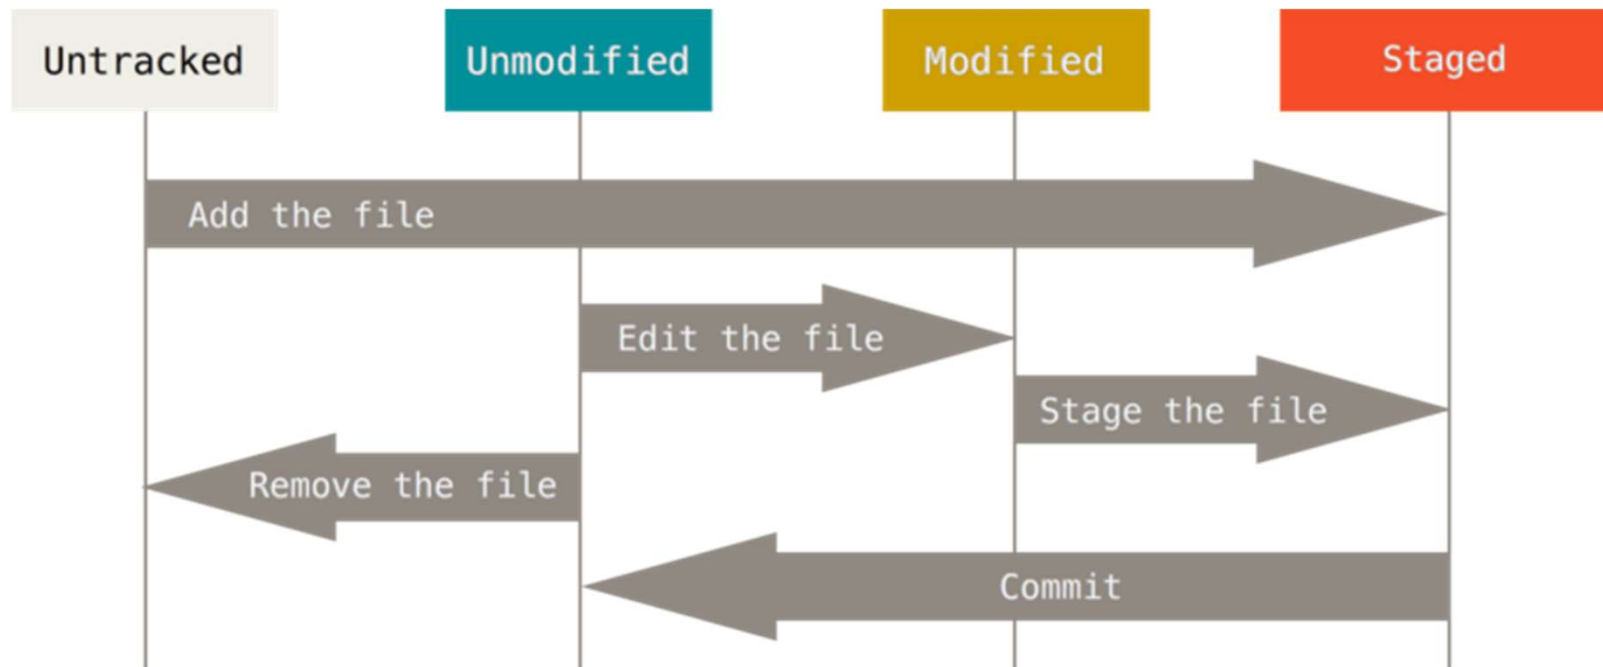 Untracked
Unmodified
Modified
Staged
Add the file
Edit the file
Stage the file
Remove the file
Commit